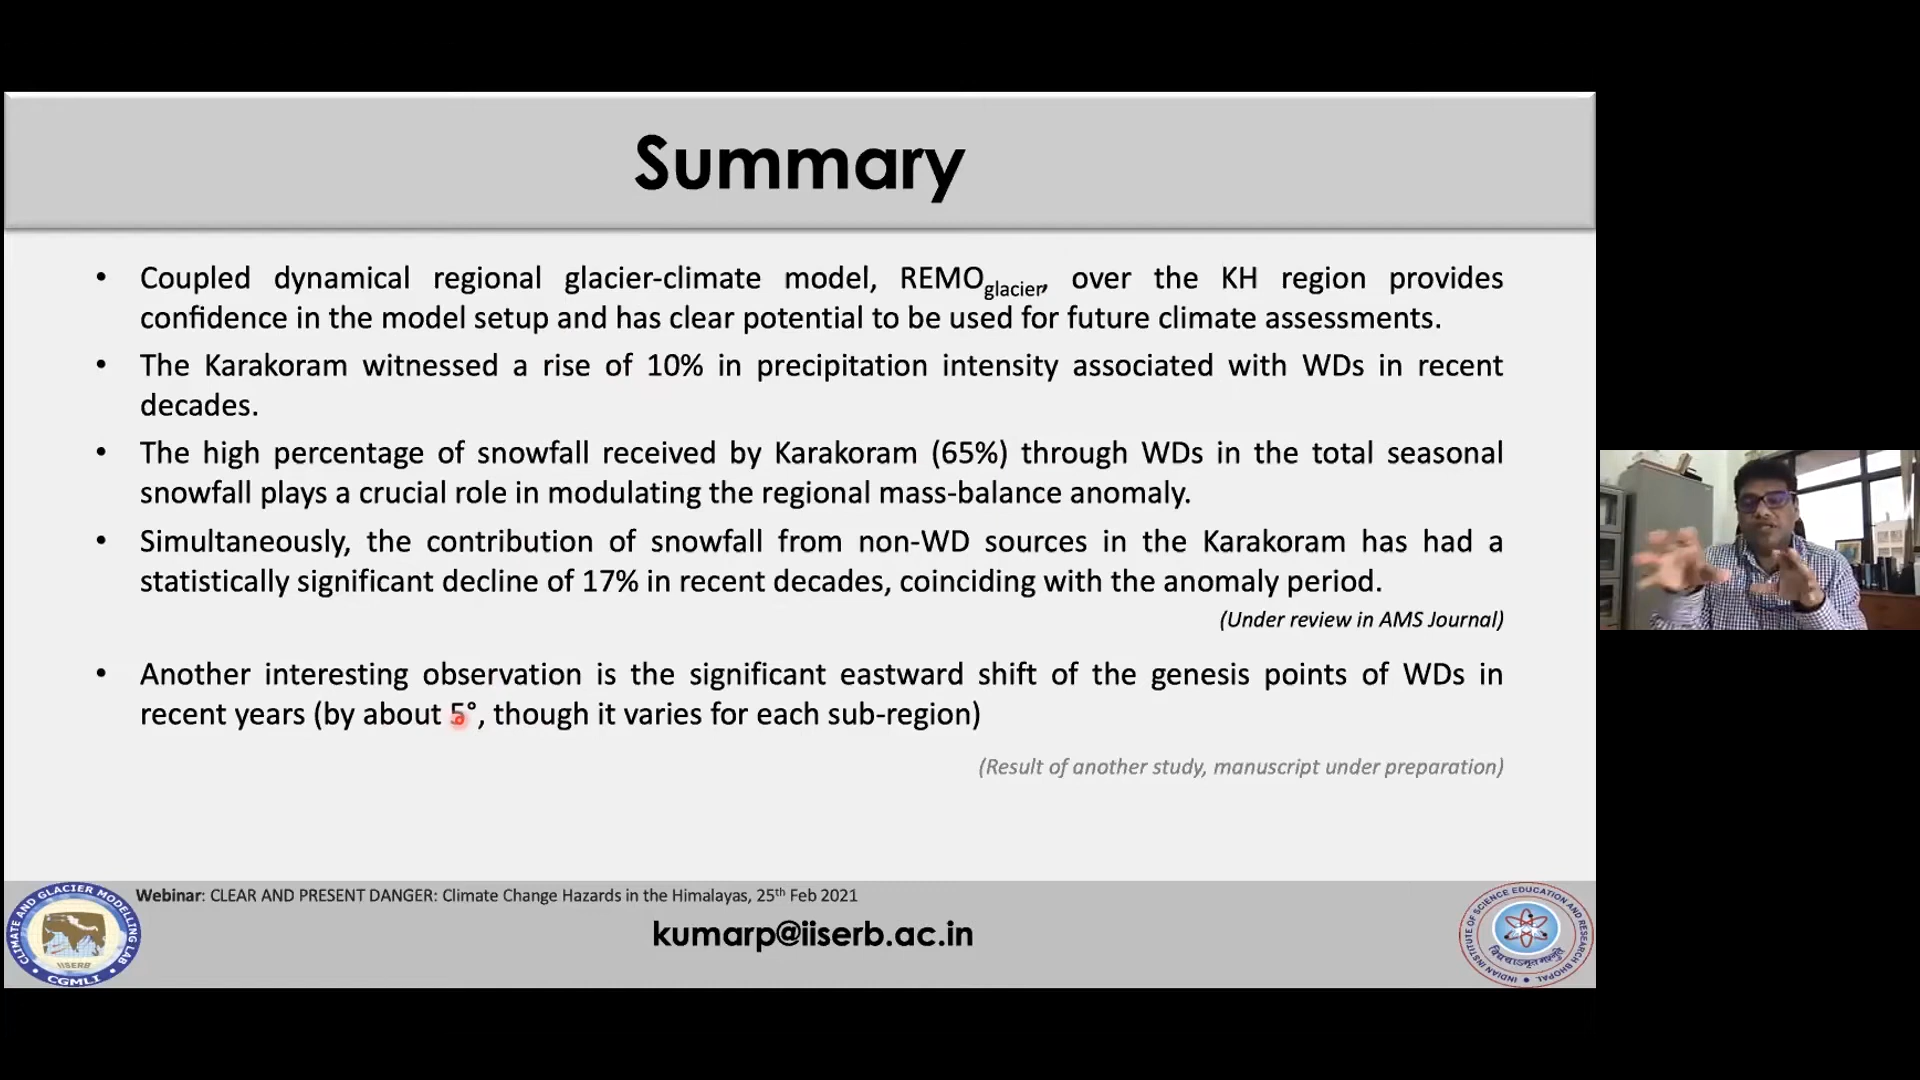 Summary
• Coupled dynamical regional glacier-climate model, REMOglacier, over the KH region provides
confidence in the model setup and has clear potential to be used for future climate assessments.
• The Karakoram witnessed a rise of 10% in precipitation intensity associated with WDs in recent
decades.
• The high percentage of snowfall received by Karakoram (65%) through WDs in the total seasonal
snowfall plays a crucial role in modulating the regional mass-balance anomaly.
• Simultaneously, the contribution of snowfall from non-WD sources in the Karakoram has had a
statistically significant decline of 17% in recent decades, coinciding with the anomaly period.
(Under review in AMS Journal)
• Another interesting observation is the significant eastward shift of the genesis points of WDs in
recent years (by about 5°, though it varies for each sub-region)
(Result of another study, manuscript under preparation)
Webinar: CLEAR AND PRESENT DANGER: Climate Change Hazards in the Himalayas, 25th Feb 2021
kumarp@iiserb.ac.in
CLIMATE AND GLACIER MODELLING LAB
IISERB
CGMLI
INDIAN INSTITUTE OF SCIENCE EDUCATION AND RESEARCH BHOPAL